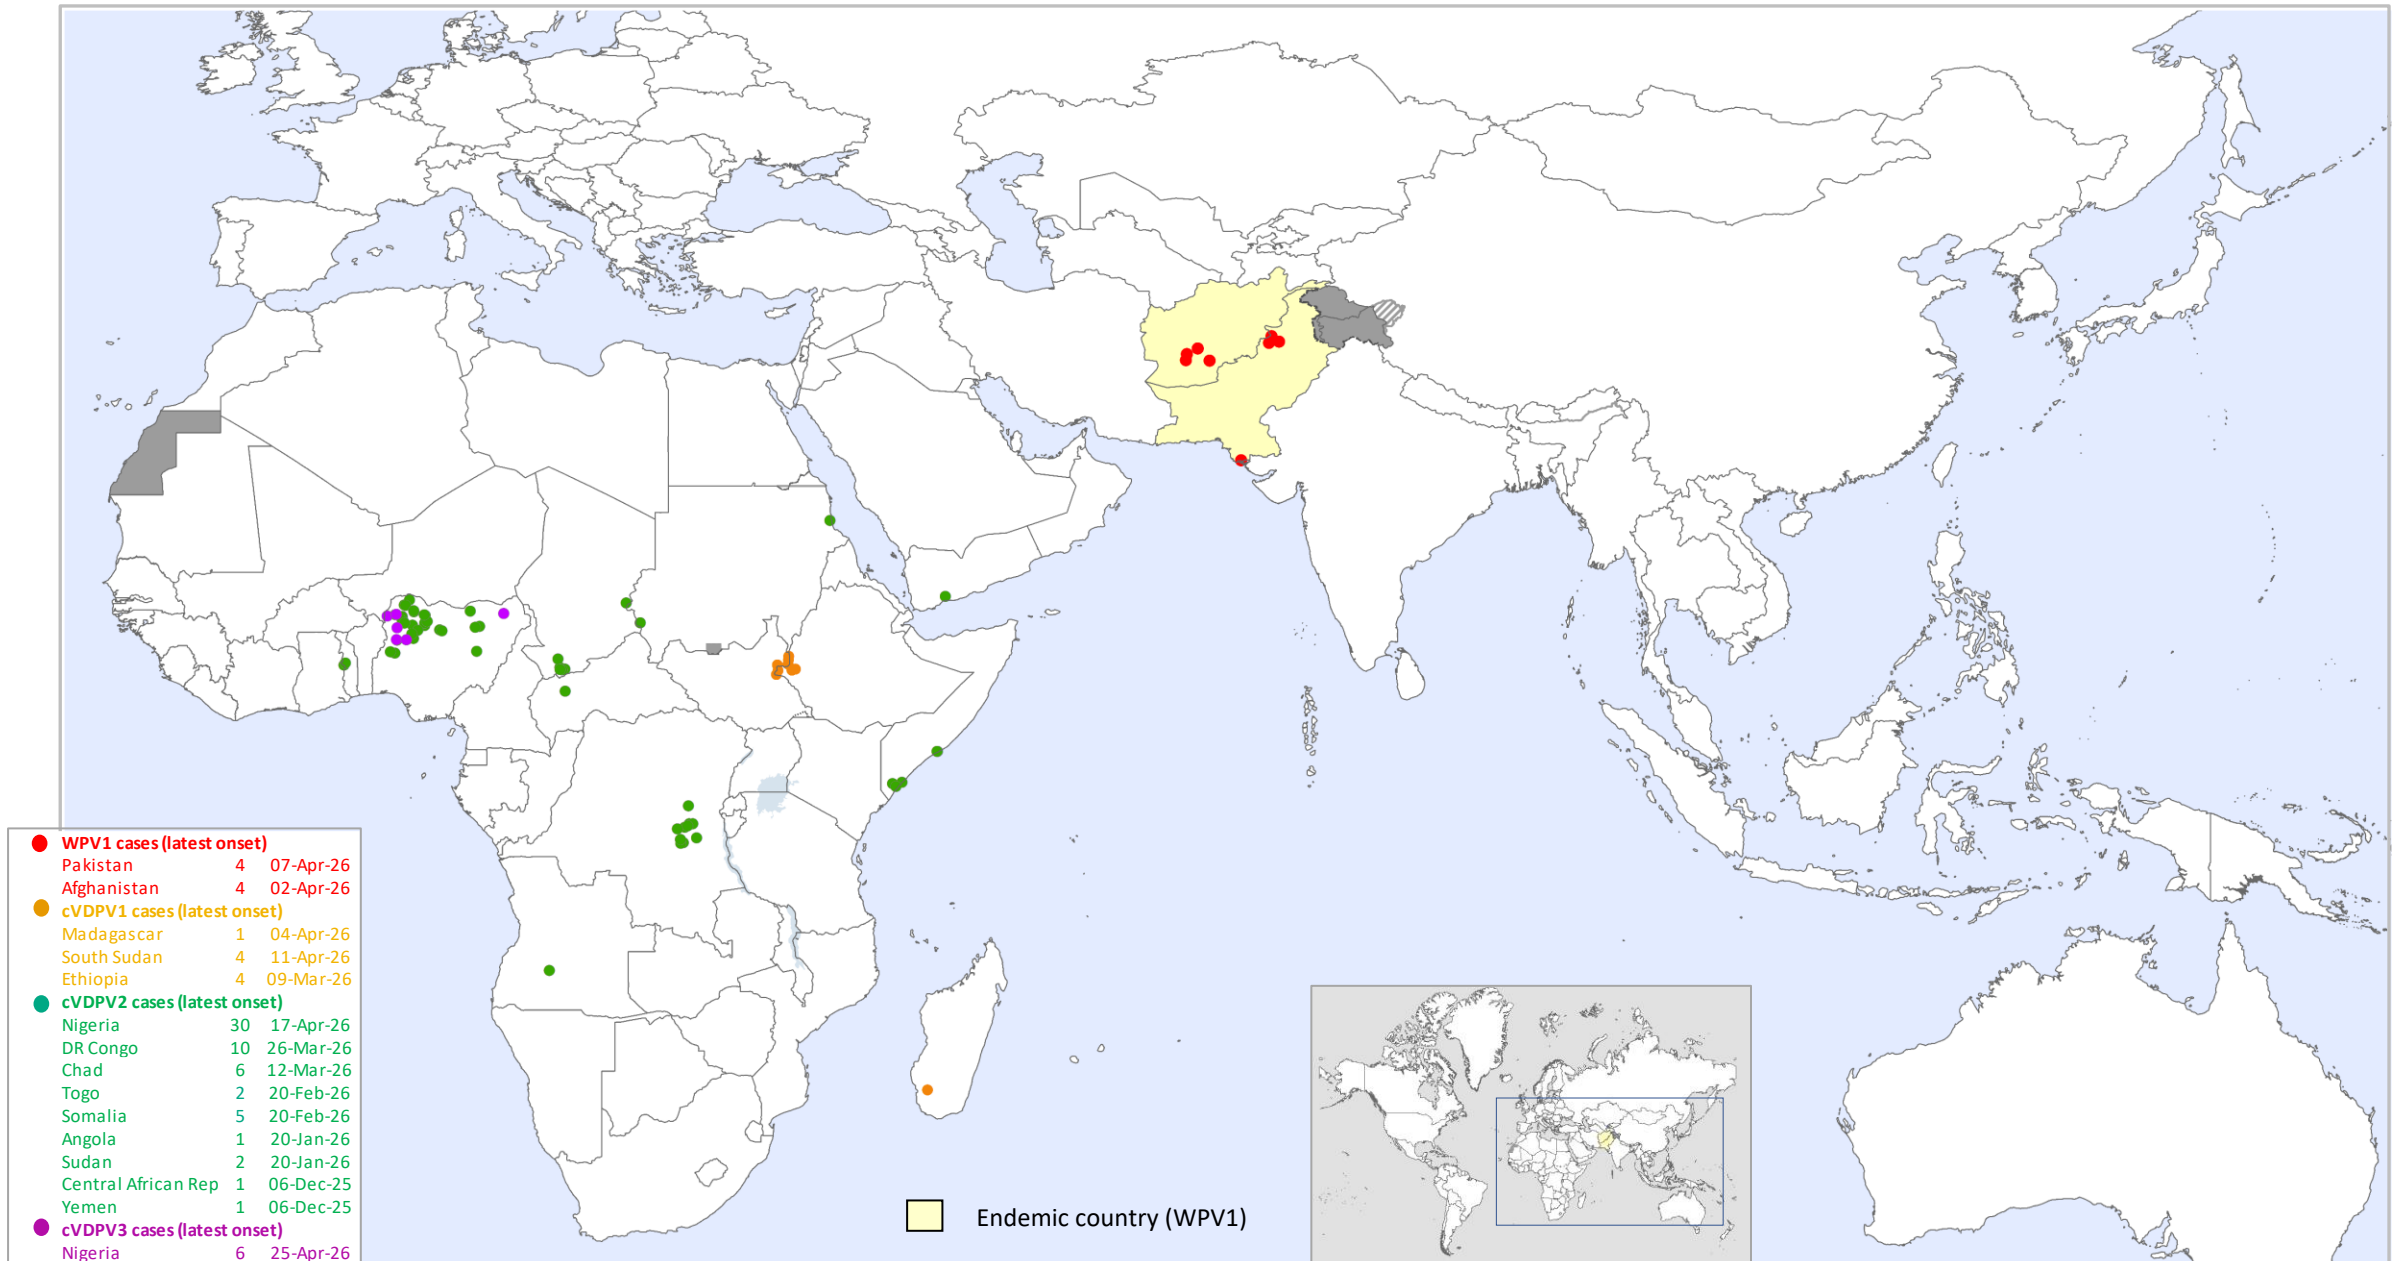 WPV1 cases (latest onset)
Pakistan 4 07-Apr-26
Afghanistan 4 02-Apr-26
cVDPV1 cases (latest onset)
Madagascar 1 04-Apr-26
South Sudan 4 11-Apr-26
Ethiopia 4 09-Mar-26
cVDPV2 cases (latest onset)
Nigeria 30 17-Apr-26
DR Congo 10 26-Mar-26
Chad 6 12-Mar-26
Togo 2 20-Feb-26
Somalia 5 20-Feb-26
Angola 1 20-Jan-26
Sudan 2 20-Jan-26
Central African Rep 1 06-Dec-25
Yemen 1 06-Dec-25
cVDPV3 cases (latest onset)
Nigeria 6 25-Apr-26
Endemic country (WPV1)